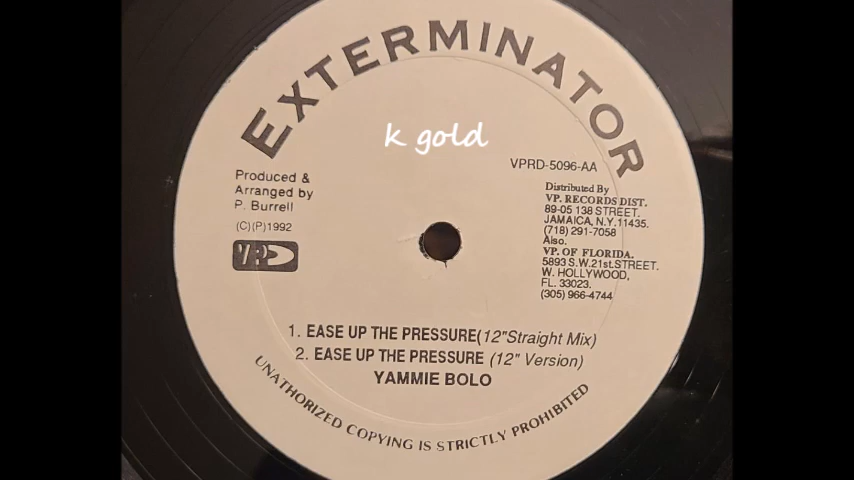 EXTERMINATOR
k gold
VPRD-5096-AA
Produced &
Arranged by
P. Burrell
(C)(P)1992
VPD
Distributed By
VP. RECORDS DIST.
89-05 138 STREET.
JAMAICA, N.Y. 11435.
(718) 291-7058
Also.
VP. OF FLORIDA.
5893 S.W.21st.STREET.
W. HOLLYWOOD,
FL. 33023.
(305) 966-4744
1. EASE UP THE PRESSURE(12"Straight Mix)
2. EASE UP THE PRESSURE (12" Version)
YAMMIE BOLO
UNATHORIZED COPYING IS STRICTLY PROHIBITED